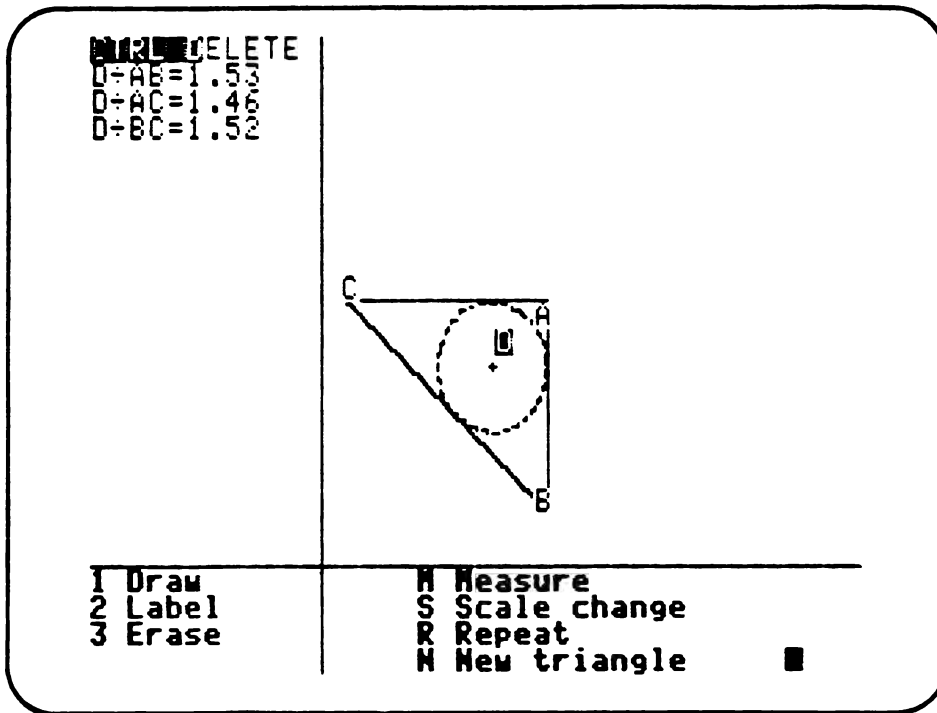 DELETE
D÷AB=1.53
D÷AC=1.46
D÷BC=1.52
C
A
D
B
1 Draw
2 Label
3 Erase
M Measure
S Scale change
R Repeat
N New triangle